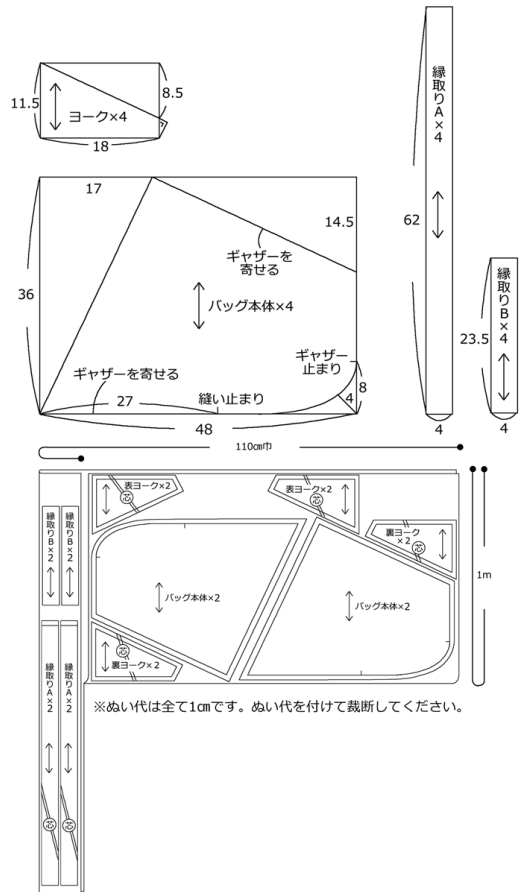 11.5
8.5
ヨーク×4
18
縁取りA×4
62
17
14.5
ギャザーを
寄せる
36
バッグ本体×4
ギャザー
止まり
ギャザーを寄せる
8
4
27
縫い止まり
48
縁取りB×4
23.5
4
4
110㎝巾
表ヨーク×2
芯
表ヨーク×2
芯
裏ヨーク
×2
芯
縁取りB×2
縁取りB×2
バッグ本体×2
バッグ本体×2
1m
芯
裏ヨーク×2
縁取りA×2
縁取りA×2
芯
芯
※ぬい代は全て1㎝です。ぬい代を付けて裁断してください。